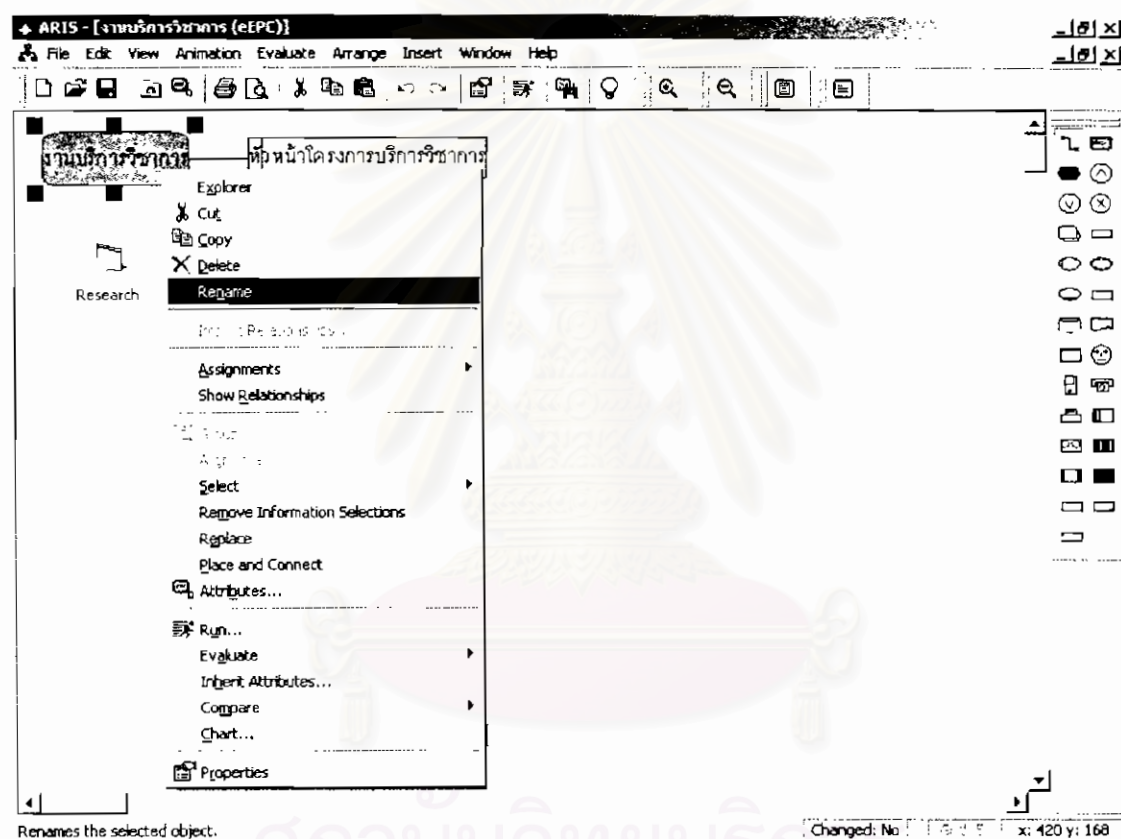 ARIS - [งานบริการวิชาการ (eEPC)]
File Edit View Animation Evaluate Arrange Insert Window Help
งานบริการวิชาการ
หัวหน้าโครงการบริการวิชาการ
Research
Explorer
Cut
Copy
Delete
Rename
Assignments
Show Relationships
Select
Remove Information Selections
Replace
Place and Connect
Attributes...
Run...
Evaluate
Inherit Attributes...
Compare
Chart...
Properties
Renames the selected object.
Changed: No
x: 420 y: 168